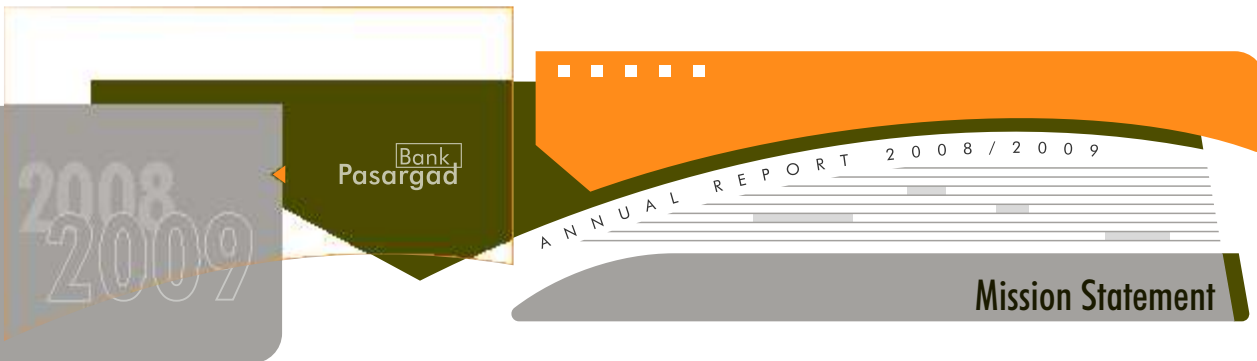 2008
2009
Bank
Pasargad
ANNUAL REPORT 2008/2009
Mission Statement